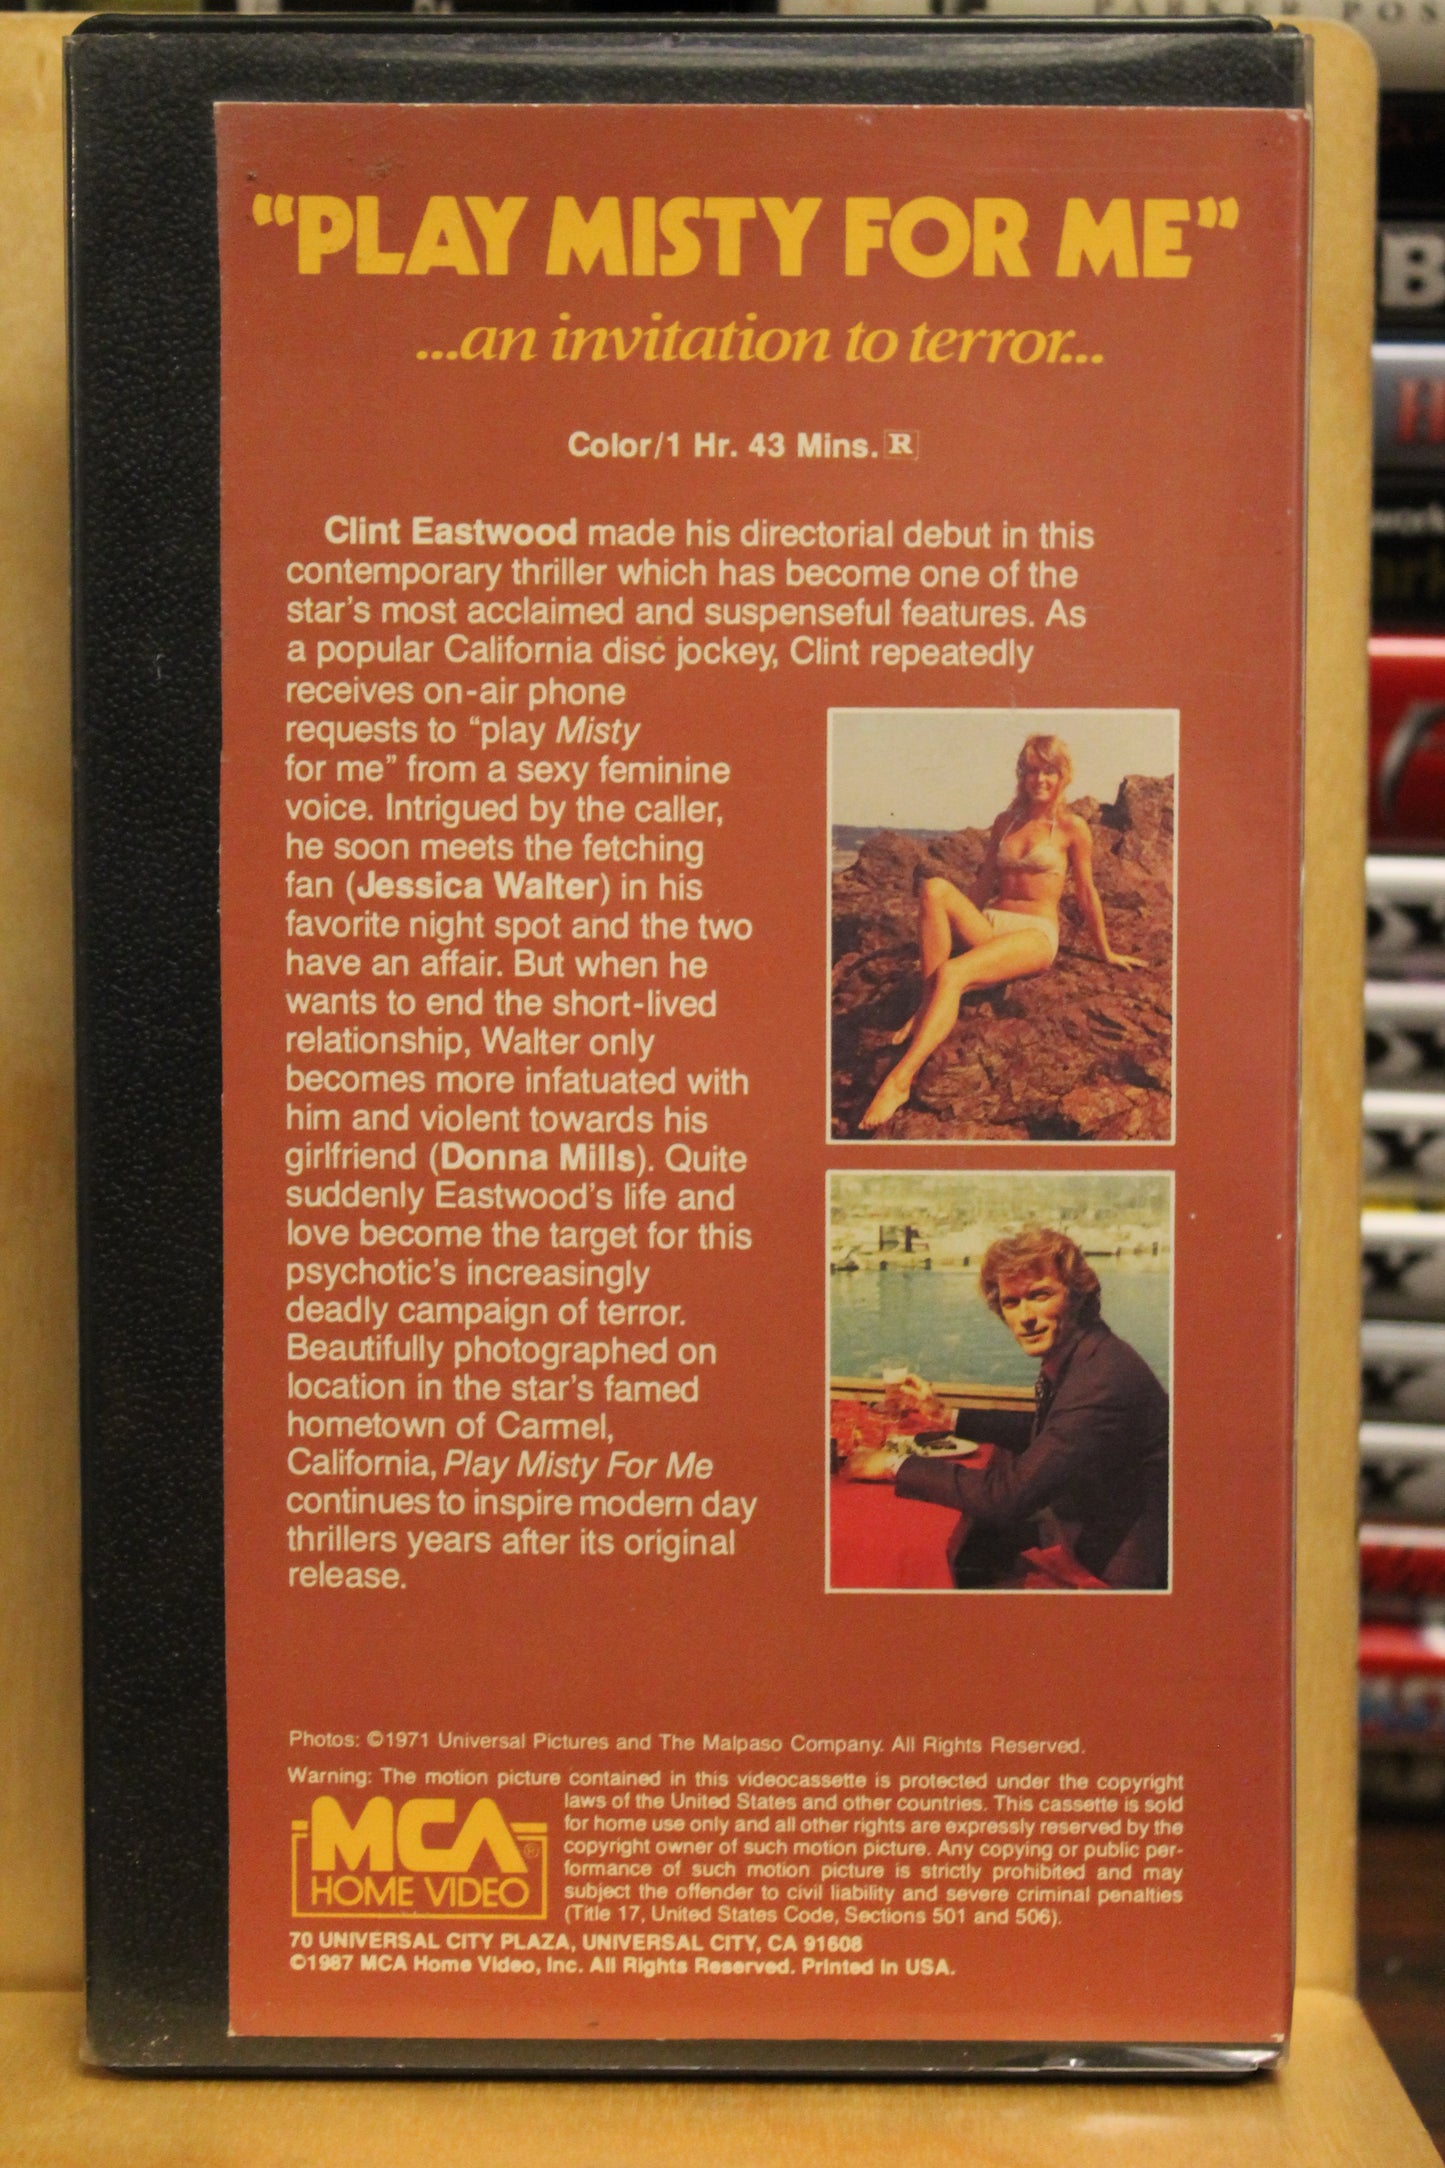 PARKER POS
"PLAY MISTY FOR ME"
...an invitation to terror...
Color/1 Hr. 43 Mins. R
Clint Eastwood made his directorial debut in this
contemporary thriller which has become one of the
star's most acclaimed and suspenseful features. As
a popular California disc jockey, Clint repeatedly
receives on-air phone
requests to "play Misty
for me" from a sexy feminine
voice. Intrigued by the caller,
he soon meets the fetching
fan (Jessica Walter) in his
favorite night spot and the two
have an affair. But when he
wants to end the short-lived
relationship, Walter only
becomes more infatuated with
him and violent towards his
girlfriend (Donna Mills). Quite
suddenly Eastwood's life and
love become the target for this
psychotic's increasingly
deadly campaign of terror.
Beautifully photographed on
location in the star's famed
hometown of Carmel,
California, Play Misty For Me
continues to inspire modern day
thrillers years after its original
release.
Photos: ©1971 Universal Pictures and The Malpaso Company. All Rights Reserved.
Warning: The motion picture contained in this videocassette is protected under the copyright
laws of the United States and other countries. This cassette is sold
for home use only and all other rights are expressly reserved by the
copyright owner of such motion picture. Any copying or public per-
formance of such motion picture is strictly prohibited and may
subject the offender to civil liability and severe criminal penalties
(Title 17, United States Code, Sections 501 and 506).
MCA®
HOME VIDEO
70 UNIVERSAL CITY PLAZA, UNIVERSAL CITY, CA 91608
©1987 MCA Home Video, Inc. All Rights Reserved. Printed in USA.